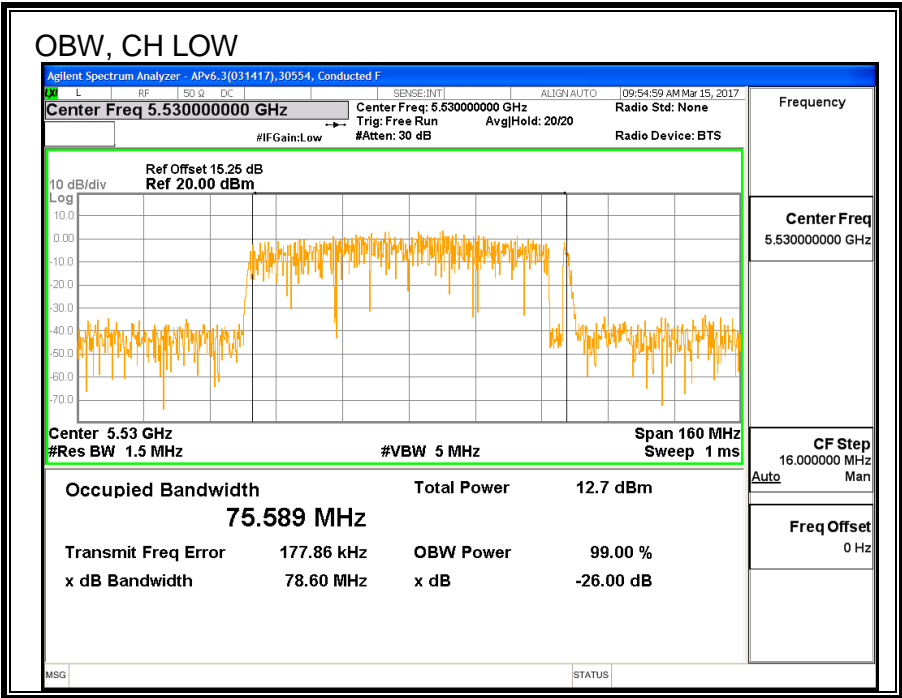 OBW, CH LOW
Agilent Spectrum Analyzer - APv6.3(031417),30554, Conducted F
LXI L RF 50 Ω DC SENSE:INT ALIGN AUTO 09:54:59 AM Mar 15, 2017
Center Freq 5.530000000 GHz
Center Freq: 5.530000000 GHz Radio Std: None
Trig: Free Run Avg|Hold: 20/20
#IFGain:Low #Atten: 30 dB Radio Device: BTS
Ref Offset 15.25 dB
10 dB/div Ref 20.00 dBm
Log
10.0
0.00
-10.0
-20.0
-30.0
-40.0
-50.0
-60.0
-70.0
Center 5.53 GHz Span 160 MHz
#Res BW 1.5 MHz #VBW 5 MHz Sweep 1 ms
Occupied Bandwidth Total Power 12.7 dBm
75.589 MHz
Transmit Freq Error 177.86 kHz OBW Power 99.00 %
x dB Bandwidth 78.60 MHz x dB -26.00 dB
MSG STATUS
Frequency
Center Freq
5.530000000 GHz
CF Step
16.000000 MHz
Auto Man
Freq Offset
0 Hz